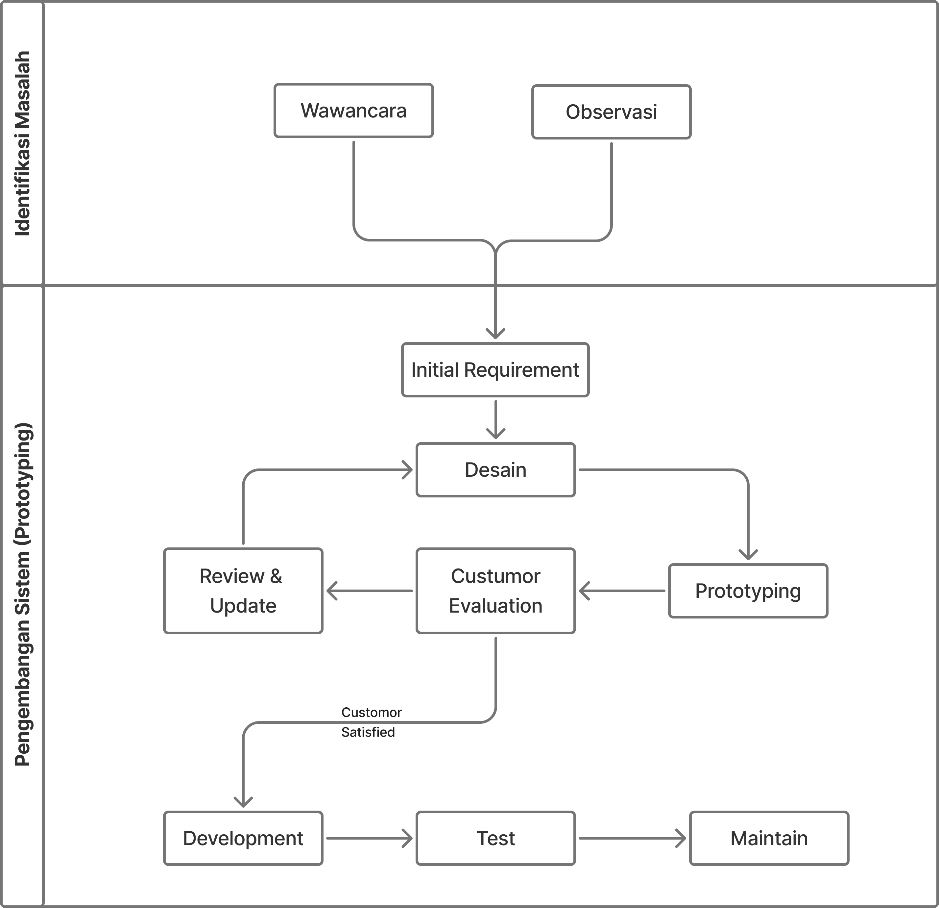 Identifikasi Masalah
Wawancara
Observasi
Pengembangan Sistem (Prototyping)
Initial Requirement
Desain
Review &
Update
Custumor
Evaluation
Prototyping
Customor
Satisfied
Development
Test
Maintain